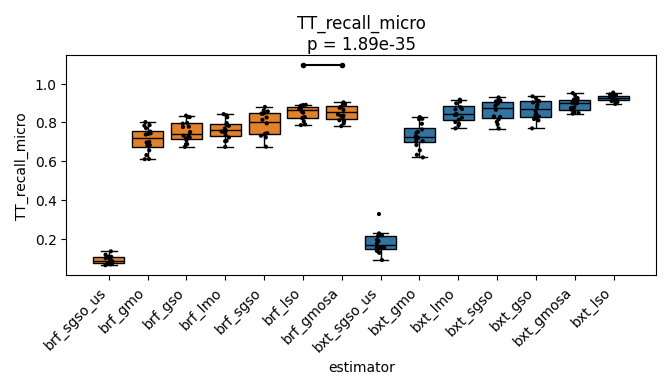 TT_recall_micro
p = 1.89e-35
TT_recall_micro
1.0
0.8
0.6
0.4
0.2
brf_sgso_us
brf_gmo
brf_gso
brf_lmo
brf_sgso
brf_lso
brf_gmosa
bxt_sgso_us
bxt_gmo
bxt_lmo
bxt_sgso
bxt_gso
bxt_gmosa
bxt_lso
estimator